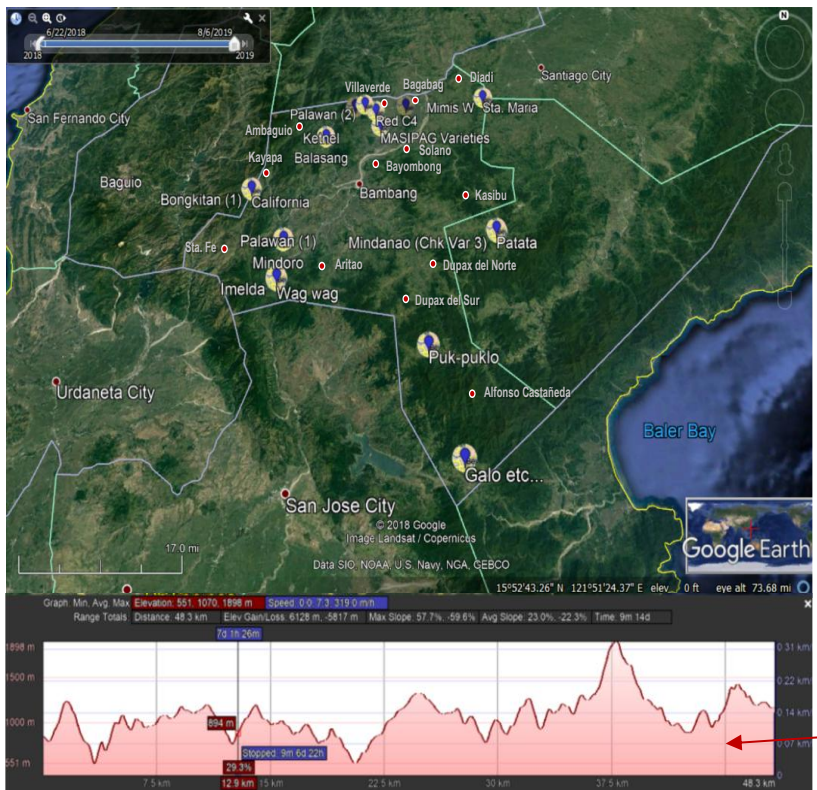 6/22/2018 8/6/2019
2018 2019
N
Diadi
Santiago City
Villaverde
Bagabag
San Fernando City
Palawan (2)
Mimis W
Sta. Maria
Red C4
Ambaguio
Ketnel
MASIPAG Varieties
Solano
Balasang
Bayombong
Kayapa
Baguio
Bambang
Kasibu
Bongkitan (1)
California
Palawan (1)
Mindanao (Chk Var 3)
Patata
Sta. Fe
Mindoro
Aritao
Dupax del Norte
Imelda
Wag wag
Dupax del Sur
Puk-puklo
Urdaneta City
Alfonso Castañeda
Baler Bay
Galo etc...
San Jose City
© 2018 Google
Image Landsat / Copernicus
17.0 mi
Data SIO, NOAA, U.S. Navy, NGA, GEBCO
Google Earth
15°52'43.26" N 121°51'24.37" E elev 0 ft eye alt 73.68 mi
Graph: Min, Avg, Max Elevation: 551, 1070, 1898 m Speed: 0.0, 7.3, 319.0 m/h
Range Totals: Distance: 48.3 km Elev Gain/Loss: 6128 m, -5817 m Max Slope: 57.7%, -59.6% Avg Slope: 23.0%, -22.3% Time: 9m 14d
7d 1h 26m
1898 m 0.31 km/
1500 m 0.22 km/
1000 m 0.14 km/
894 m
Stopped: 9m 6d 22h
0.07 km/
551 m
29.3%
0
7.5 km 12.9 km 15 km 22.5 km 30 km 37.5 km 48.3 km